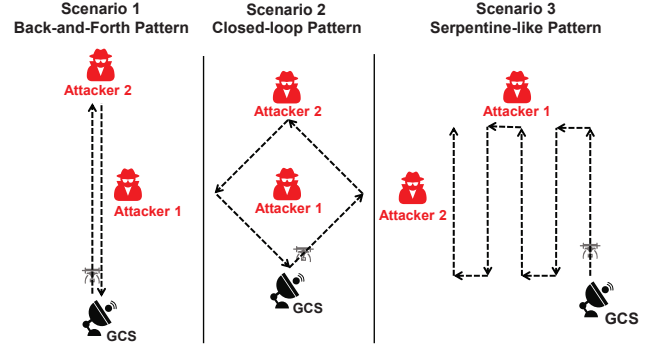 Scenario 1
Back-and-Forth Pattern
Attacker 2
Attacker 1
GCS
Scenario 2
Closed-loop Pattern
Attacker 2
Attacker 1
GCS
Scenario 3
Serpentine-like Pattern
Attacker 1
Attacker 2
GCS